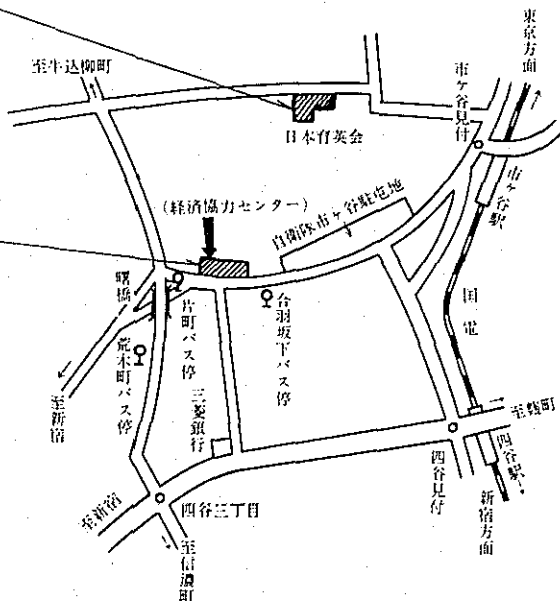 東京方面
至牛込柳町
市ヶ谷見付
日本育英会
市ヶ谷駅
(経済協力センター)
自衛隊市ヶ谷駐屯地
曙橋
片町バス停
合羽坂下バス停
国電
荒木町バス停
至新宿
三菱銀行
至麹町
四谷見付
四谷駅
新宿方面
至新宿
四谷三丁目
至信濃町